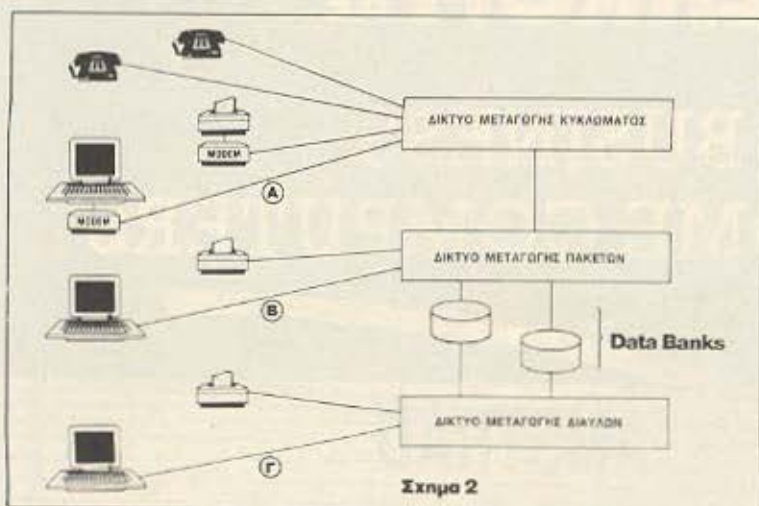 ΔΙΚΤΥΟ ΜΕΤΑΓΩΓΗΣ ΚΥΚΛΩΜΑΤΟΣ
MODEM
Α
MODEM
ΔΙΚΤΥΟ ΜΕΤΑΓΩΓΗΣ ΠΑΚΕΤΩΝ
Β
Data Banks
ΔΙΚΤΥΟ ΜΕΤΑΓΩΓΗΣ ΔΙΑΥΛΩΝ
Γ
Σχημα 2